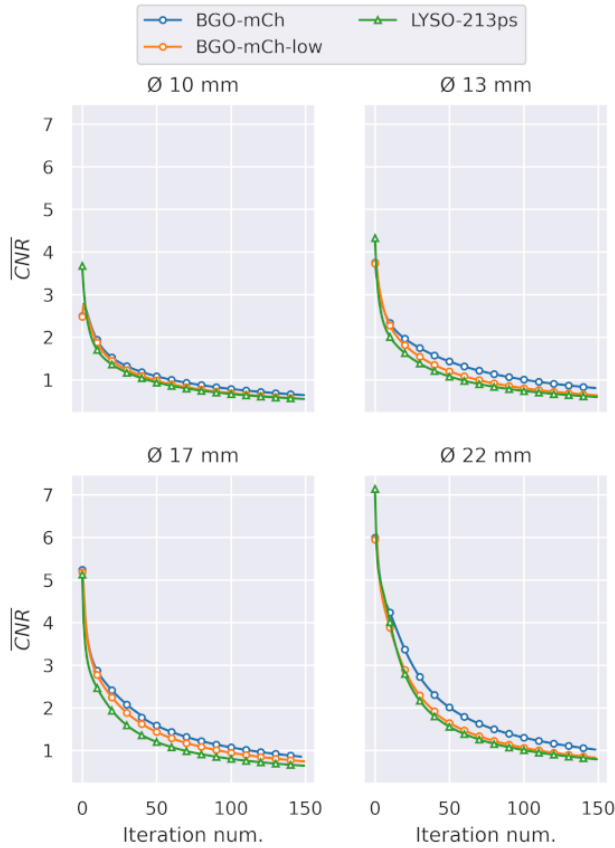 BGO-mCh
LYSO-213ps
BGO-mCh-low
Ø 10 mm
Ø 13 mm
7
6
5
4
3
2
1
CNR
Ø 17 mm
Ø 22 mm
7
6
5
4
3
2
1
CNR
0 50 100 150
0 50 100 150
Iteration num.
Iteration num.